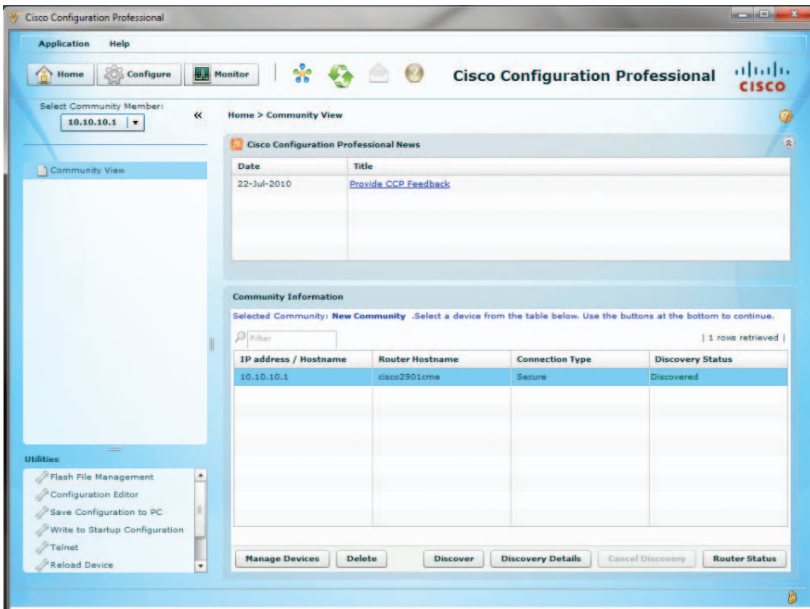 Cisco Configuration Professional
Application Help
Home Configure Monitor Cisco Configuration Professional CISCO
Select Community Member:
10.10.10.1
Home > Community View
Cisco Configuration Professional News
Community View
Date Title
22-Jul-2010 Provide CCP Feedback
Community Information
Selected Community: New Community .Select a device from the table below. Use the buttons at the bottom to continue.
Filter | 1 rows retrieved |
IP address / Hostname Router Hostname Connection Type Discovery Status
10.10.10.1 cisco2901cme Secure Discovered
Utilities
Flash File Management
Configuration Editor
Save Configuration to PC
Write to Startup Configuration
Telnet
Reload Device
Manage Devices Delete Discover Discovery Details Cancel Discovery Router Status